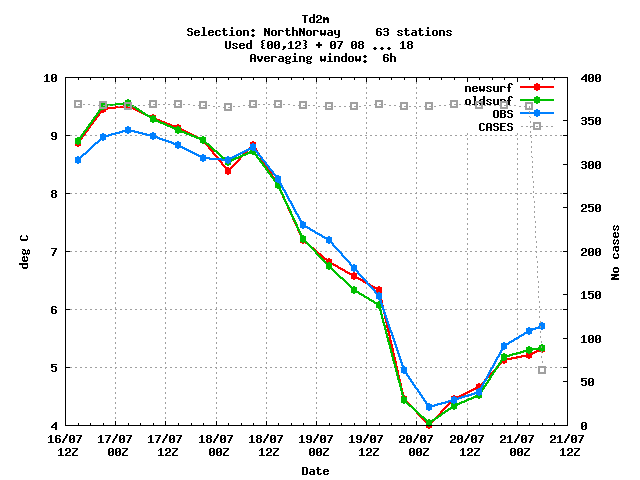 Td2m
Selection: NorthNorway     63 stations
Used {00,12} + 07 08 ... 18
Averaging window:  6h
newsurf
oldsurf
OBS
CASES
10
9
8
7
6
5
4
deg C
400
350
300
250
200
150
100
50
0
No cases
16/07 17/07 17/07 18/07 18/07 19/07 19/07 20/07 20/07 21/07 21/07
12Z 00Z 12Z 00Z 12Z 00Z 12Z 00Z 12Z 00Z 12Z
Date